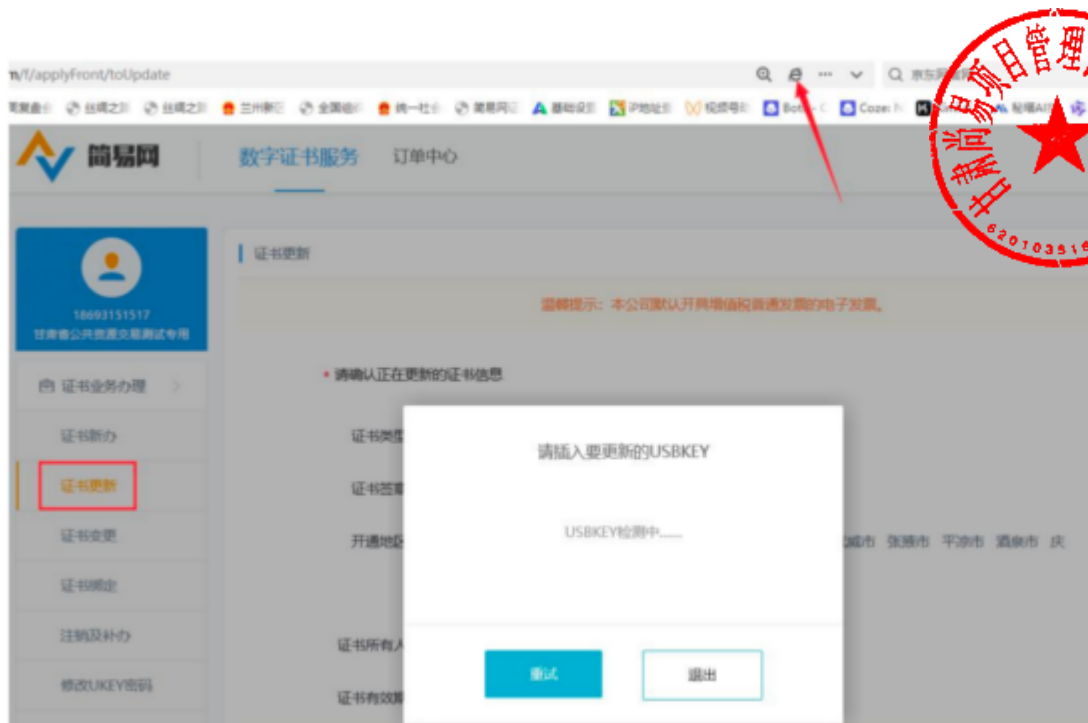 /f/applyFront/toUpdate
丝绸之
丝绸之
兰州新区
全国组
统一社
简易网
基础设
IP地址
视频号
Coze:
秘塔AI
简易网
数字证书服务
订单中心
甘肃尚易项目管理
620103515
18693151517
甘肃省公共资源交易测试专用
证书更新
温馨提示：本公司默认开具增值税普通发票的电子发票。
证书业务办理
* 请确认正在更新的证书信息
证书新办
证书类型
请插入要更新的USBKEY
证书更新
证书签章
USBKEY检测中......
证书变更
开通地区
威市 张掖市 平凉市 酒泉市 庆
证书绑定
注销及补办
证书所有人
修改UKEY密码
重试
退出
证书有效期